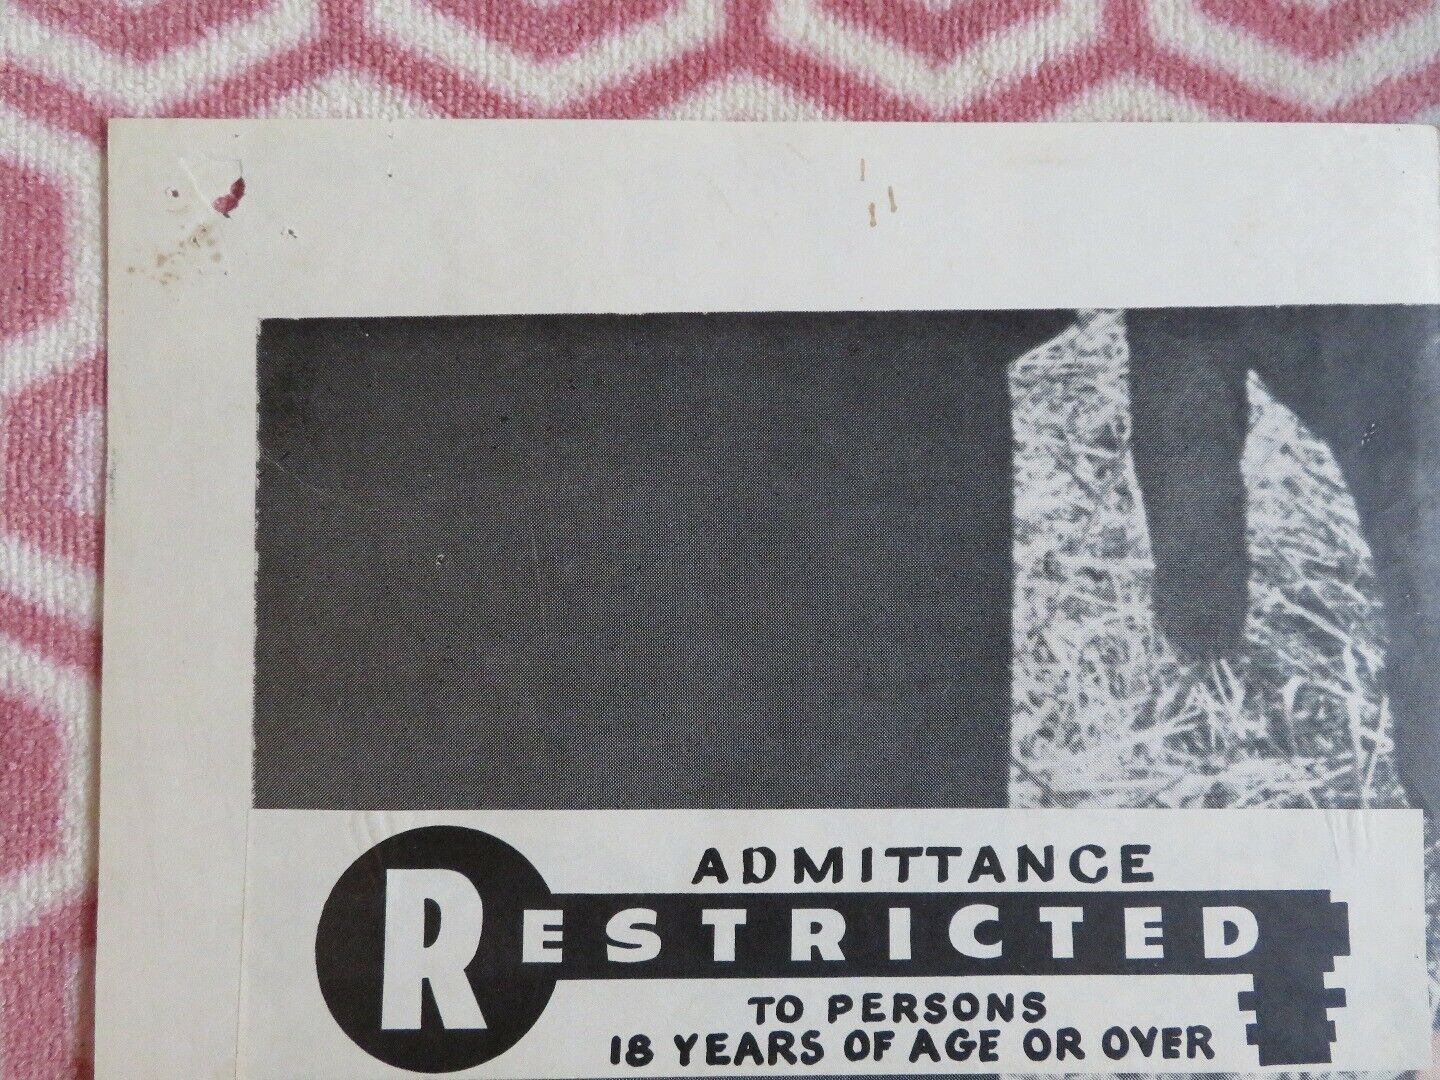 ADMITTANCE
RESTRICTED
TO PERSONS
18 YEARS OF AGE OR OVER